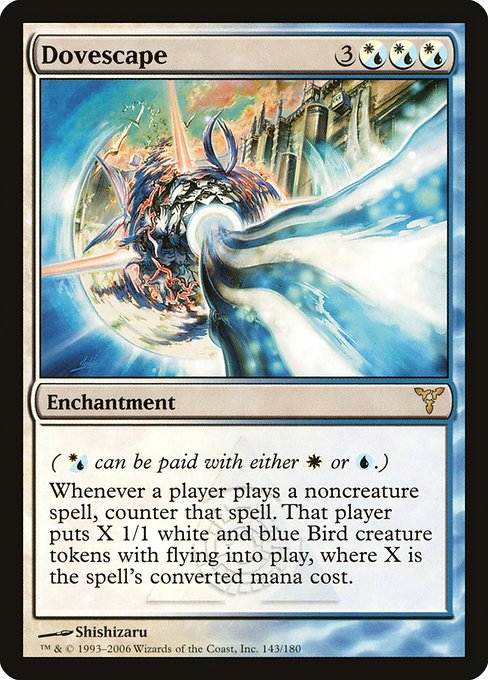 Dovescape 3
Enchantment
( can be paid with either or .)
Whenever a player plays a noncreature
spell, counter that spell. That player
puts X 1/1 white and blue Bird creature
tokens with flying into play, where X is
the spell's converted mana cost.
Shishizaru
™ & © 1993–2006 Wizards of the Coast, Inc. 143/180